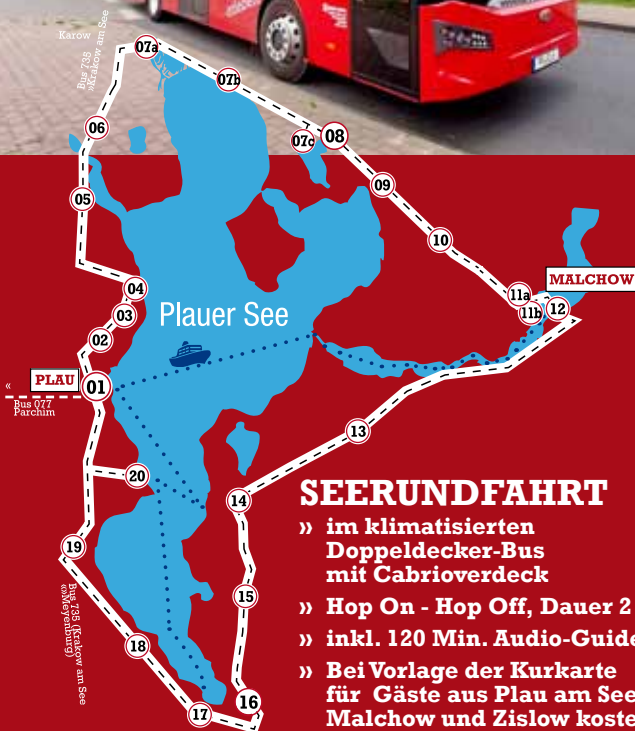 Karow
Bus 735
»Krakow am See
07a
07b
06
07c
08
05
09
10
04
11a
MALCHOW
03
11b
12
Plauer See
02
« PLAU 01
Bus 077
Parchim
13
20
14
SEERUNDFAHRT
» im klimatisierten
Doppeldecker-Bus
mit Cabrioverdeck
19
» Hop On - Hop Off, Dauer 2
Bus 735 (Krakow am See
«»Meyenburg)
15
» inkl. 120 Min. Audio-Guide
18
» Bei Vorlage der Kurkarte
für Gäste aus Plau am See
Malchow und Zislow koste
16
17